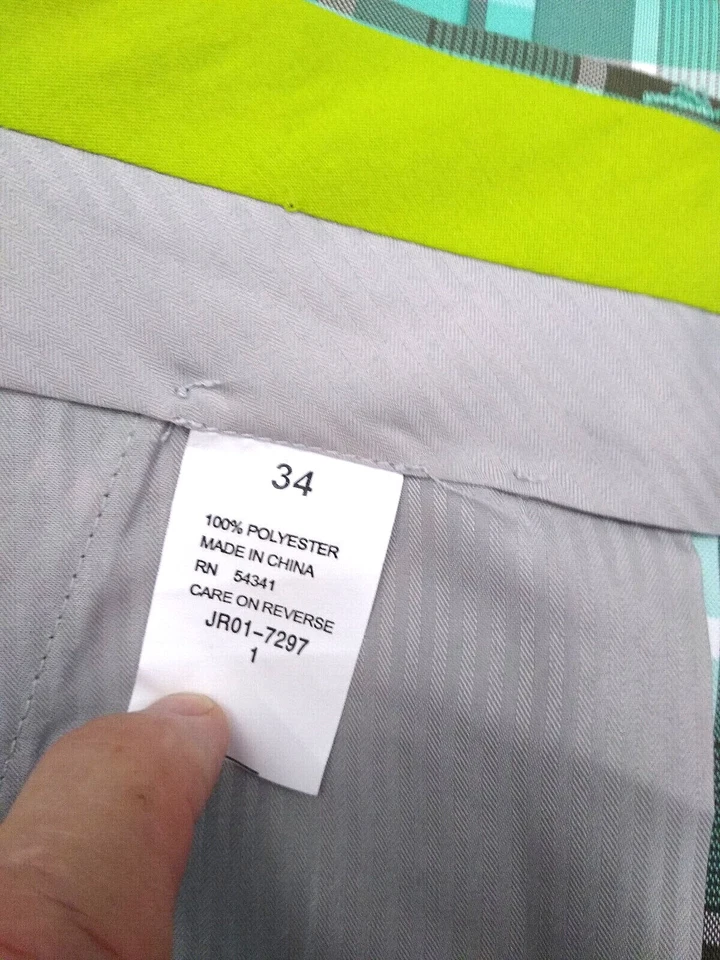 34
100% POLYESTER
MADE IN CHINA
RN 54341
CARE ON REVERSE
JR01-7297
1